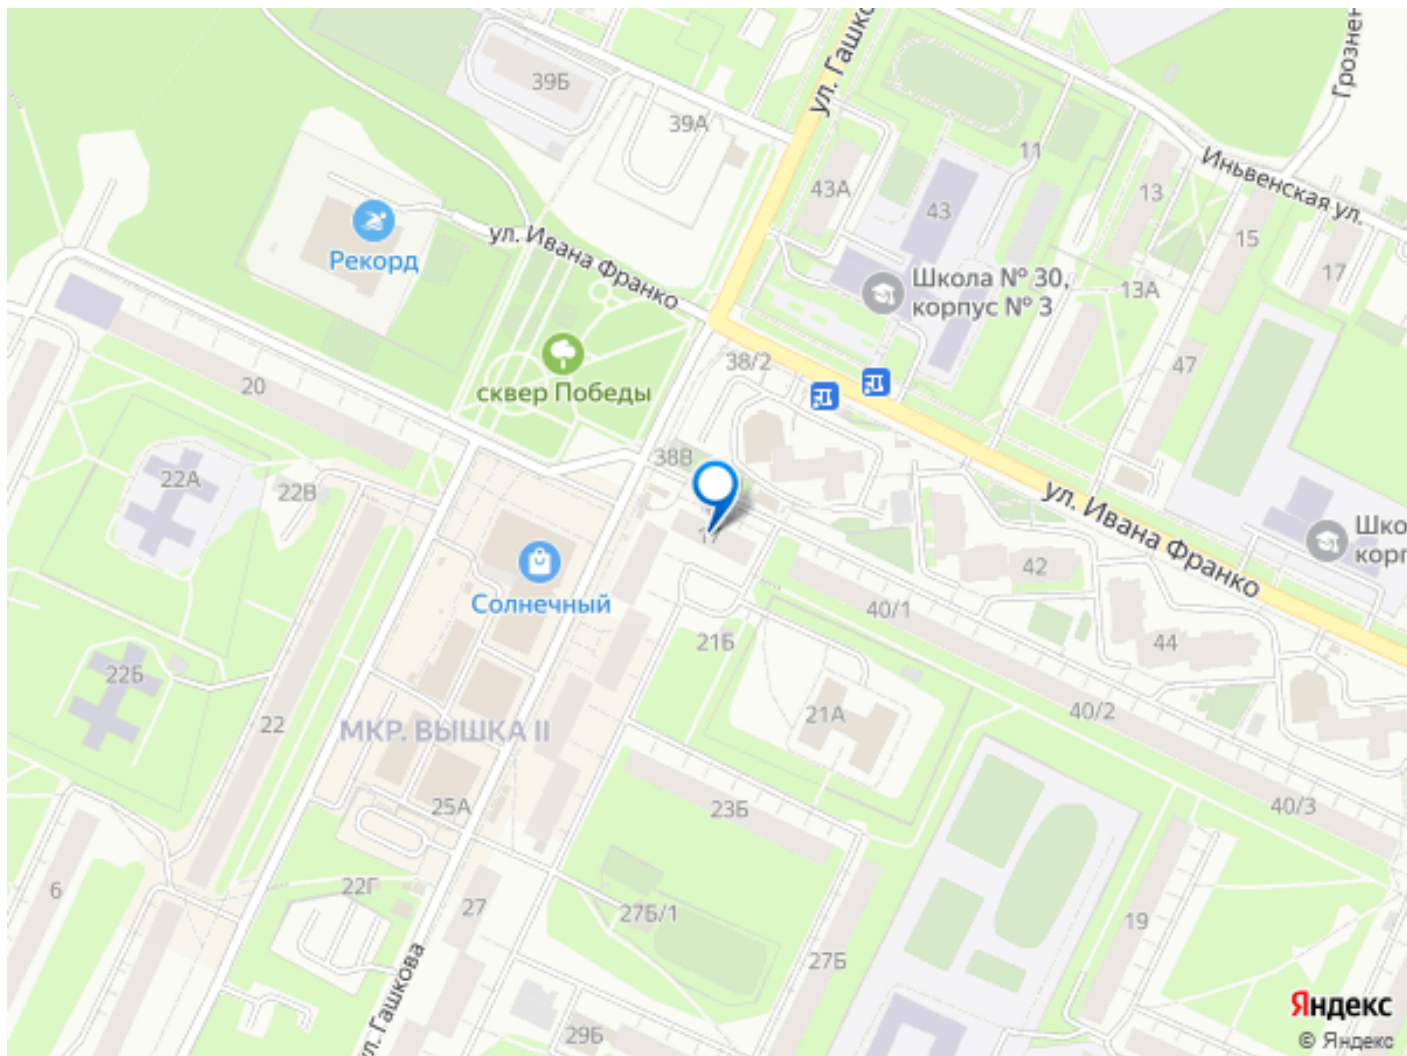 ул. Гашко
Грознен
39Б
39А
11
43А
43
13
Иньвенская ул.
15
17
13А
ул. Ивана Франко
Рекорд
Школа № 30,
корпус № 3
38/2
47
сквер Победы
20
22А
22В
38В
17
ул. Ивана Франко
Шко
корп
Солнечный
42
40/1
44
21Б
22Б
22
21А
40/2
МКР. ВЫШКА II
25А
23Б
40/3
6
22Г
27
27Б/1
19
27Б
ул. Гашкова
29Б
Яндекс
© Яндекс